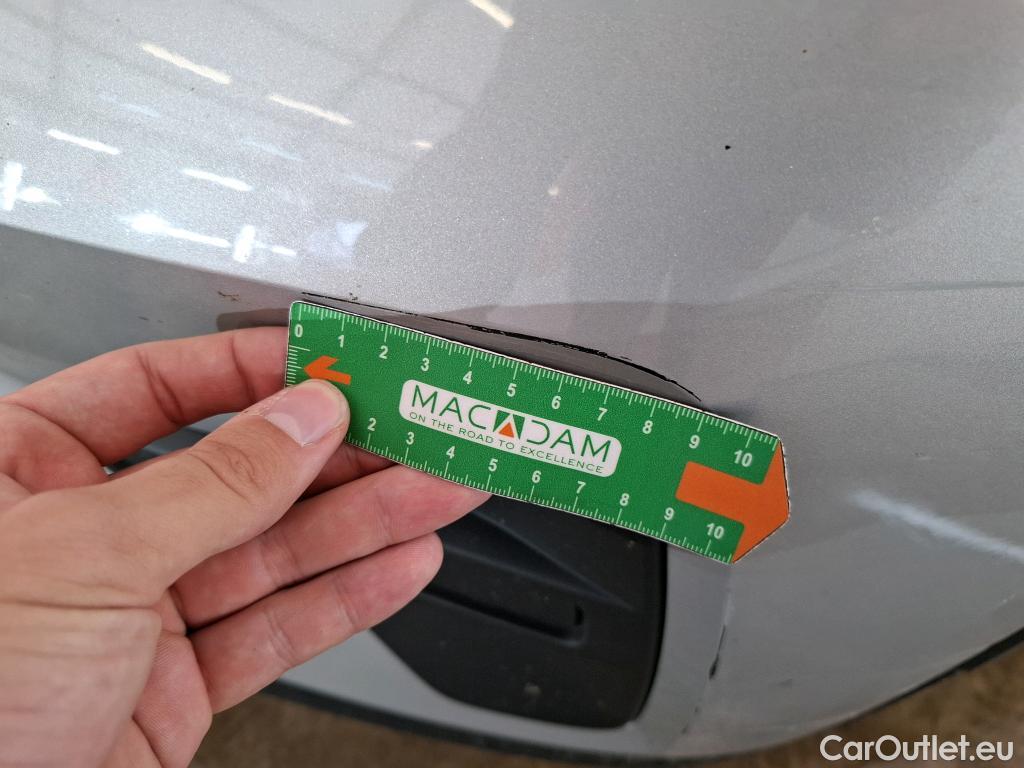 0 1 2 3 4 5 6 7 8 9 10
MACADAM
ON THE ROAD TO EXCELLENCE
2 3 4 5 6 7 8 9 10
CarOutlet.eu